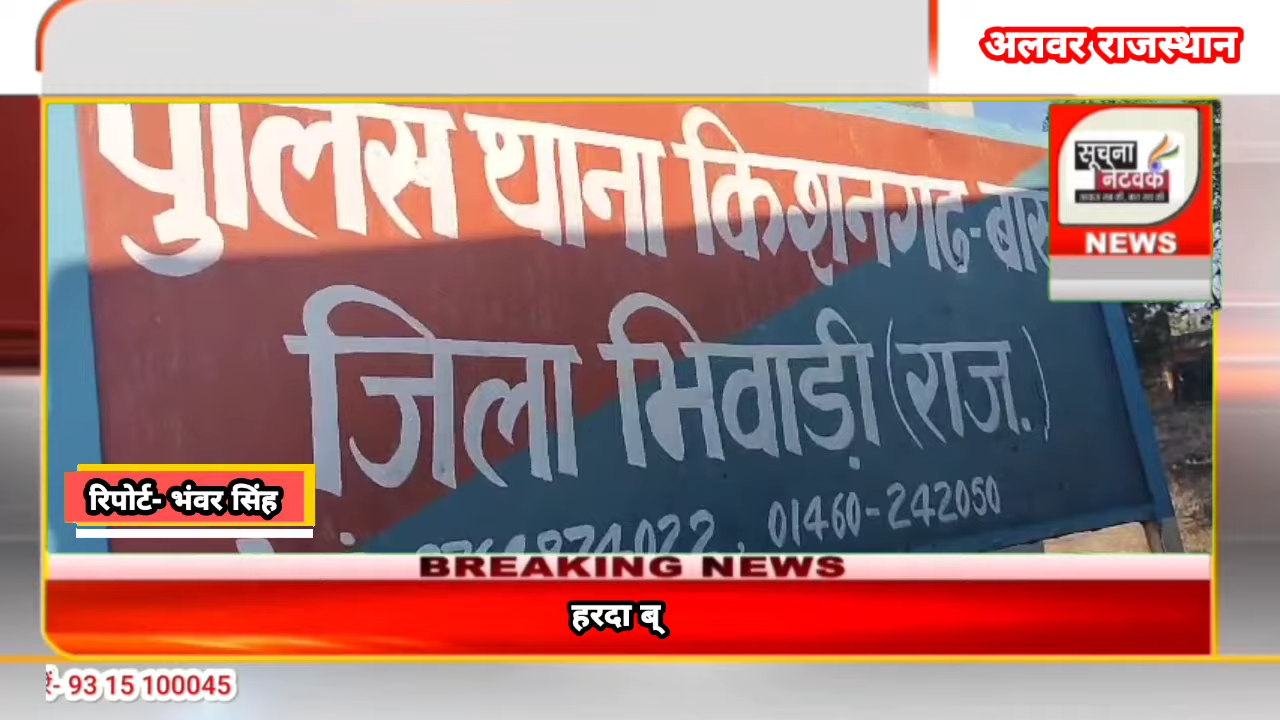 अलवर राजस्थान
पुलिस थाना किशनगढ-बास
जिला भिवाड़ी (राज.)
01460-242050
सूचना
नेटवर्क
NEWS
रिपोर्ट- भंवर सिंह
BREAKING NEWS
हरदा ब्
93 15 100045